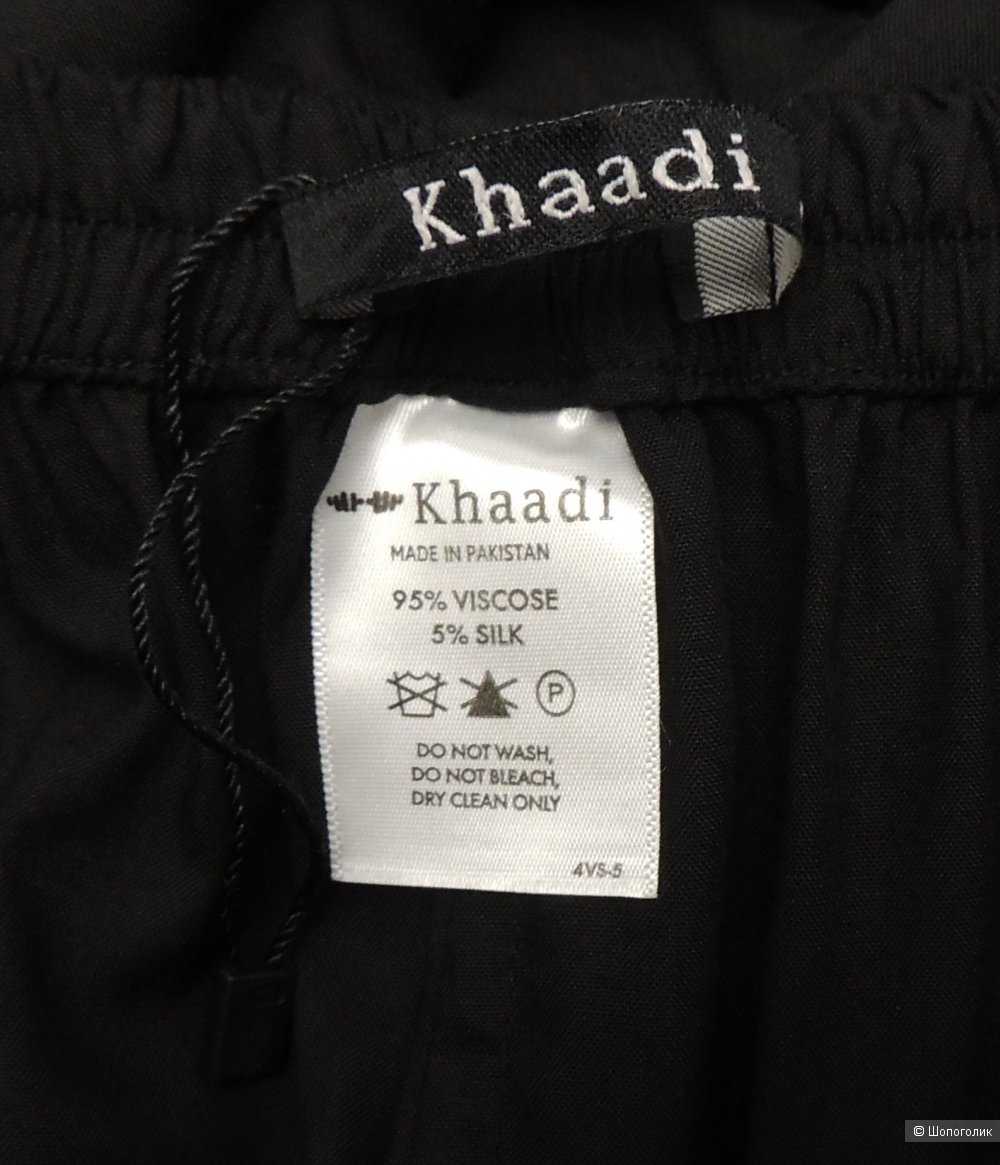 Khaadi
Khaadi
MADE IN PAKISTAN
95% VISCOSE
5% SILK
P
DO NOT WASH,
DO NOT BLEACH,
DRY CLEAN ONLY
4VS-5
© Шопоголик